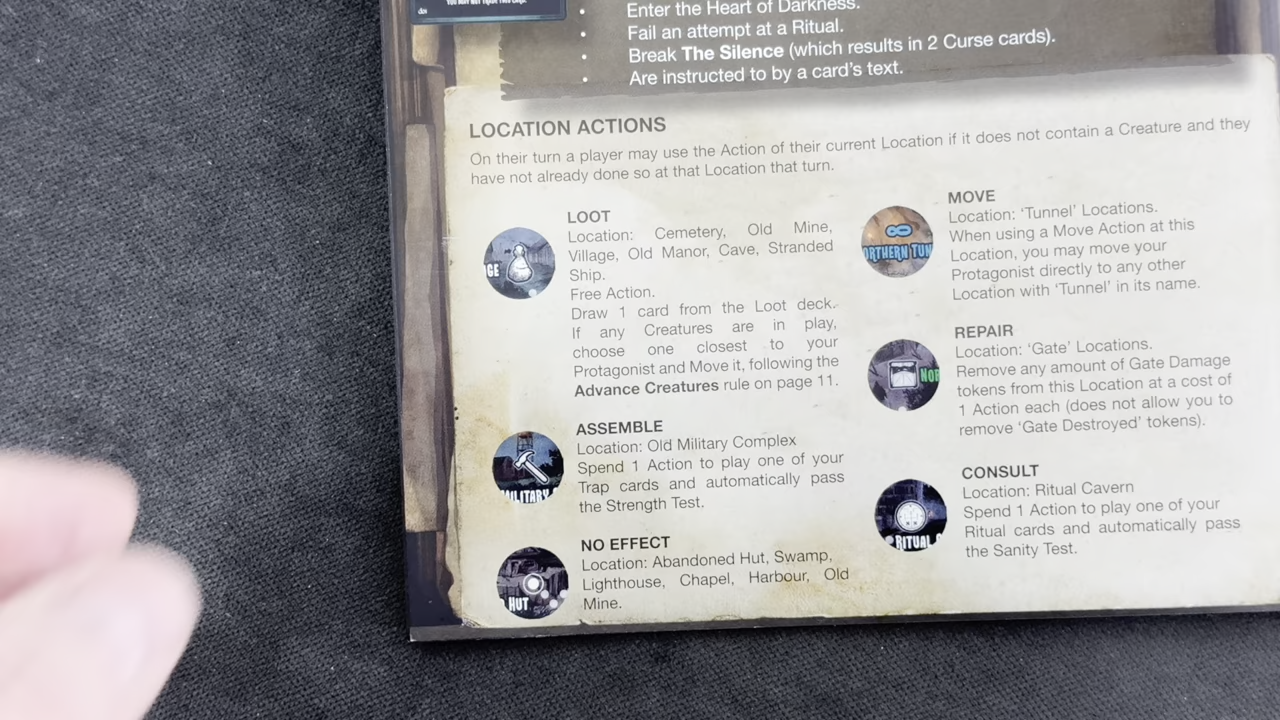 Enter the Heart of Darkness.
• Fail an attempt at a Ritual.
• Break The Silence (which results in 2 Curse cards).
• Are instructed to by a card's text.
LOCATION ACTIONS
On their turn a player may use the Action of their current Location if it does not contain a Creature and they
have not already done so at that Location that turn.
LOOT
Location: Cemetery, Old Mine,
Village, Old Manor, Cave, Stranded
Ship.
Free Action.
Draw 1 card from the Loot deck.
If any Creatures are in play,
choose one closest to your
Protagonist and Move it, following the
Advance Creatures rule on page 11.
GE
ASSEMBLE
Location: Old Military Complex
Spend 1 Action to play one of your
Trap cards and automatically pass
the Strength Test.
MILITARY
NO EFFECT
Location: Abandoned Hut, Swamp,
Lighthouse, Chapel, Harbour, Old
Mine.
HUT
MOVE
Location: 'Tunnel' Locations.
When using a Move Action at this
Location, you may move your
Protagonist directly to any other
Location with 'Tunnel' in its name.
ORTHERN TUN
REPAIR
Location: 'Gate' Locations.
Remove any amount of Gate Damage
tokens from this Location at a cost of
1 Action each (does not allow you to
remove 'Gate Destroyed' tokens).
NOR
CONSULT
Location: Ritual Cavern
Spend 1 Action to play one of your
Ritual cards and automatically pass
the Sanity Test.
RITUAL